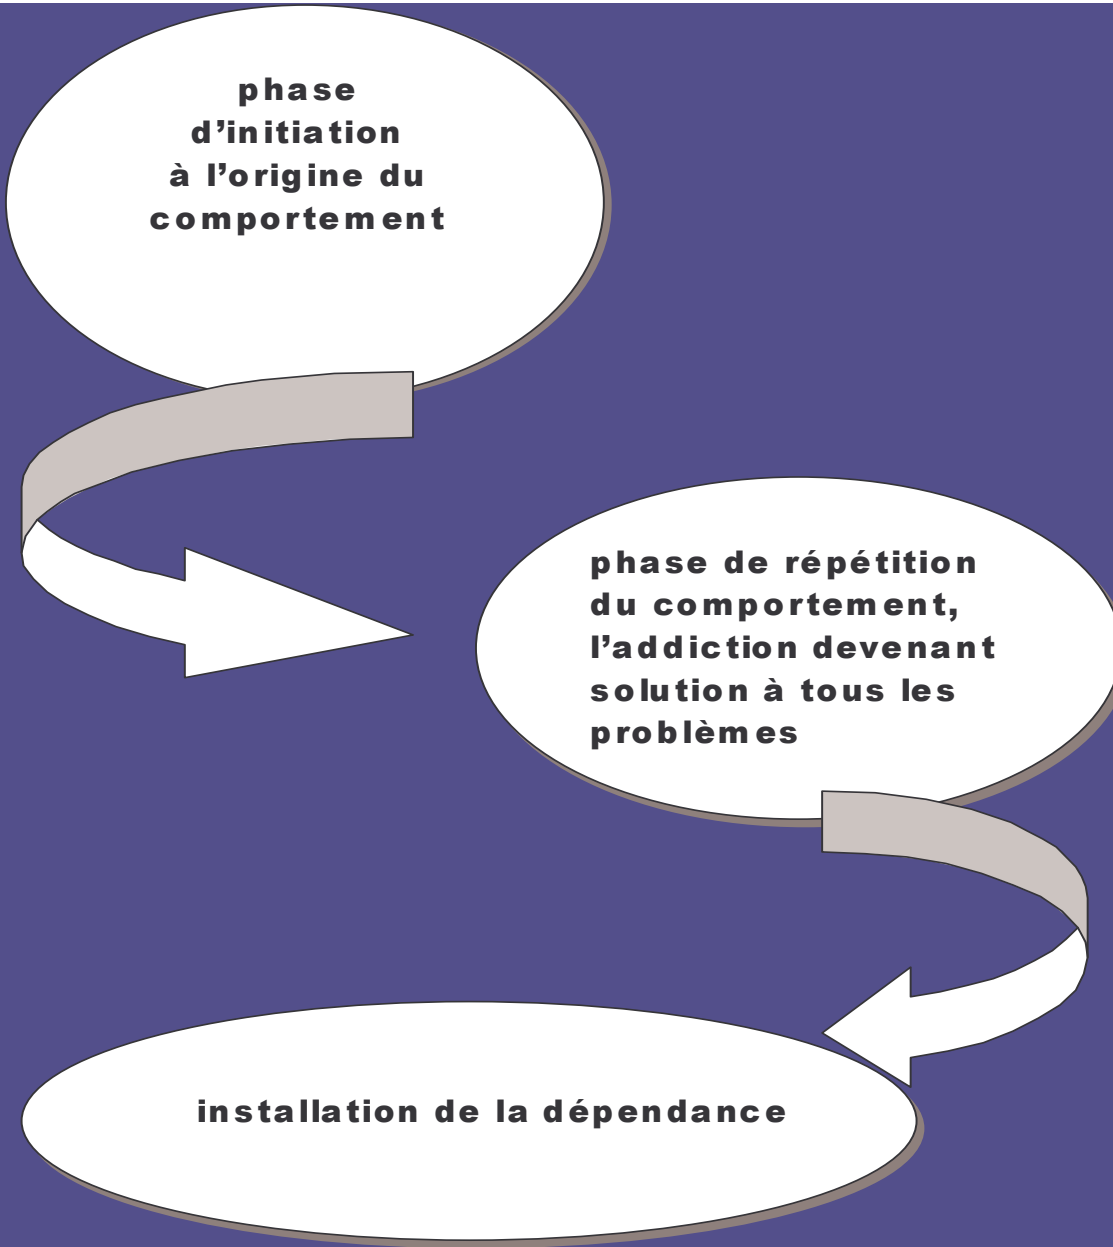 phase
d’initiation
à l’origine du
comportement
phase de répétition
du comportement,
l’addiction devenant
solution à tous les
problèmes
installation de la dépendance